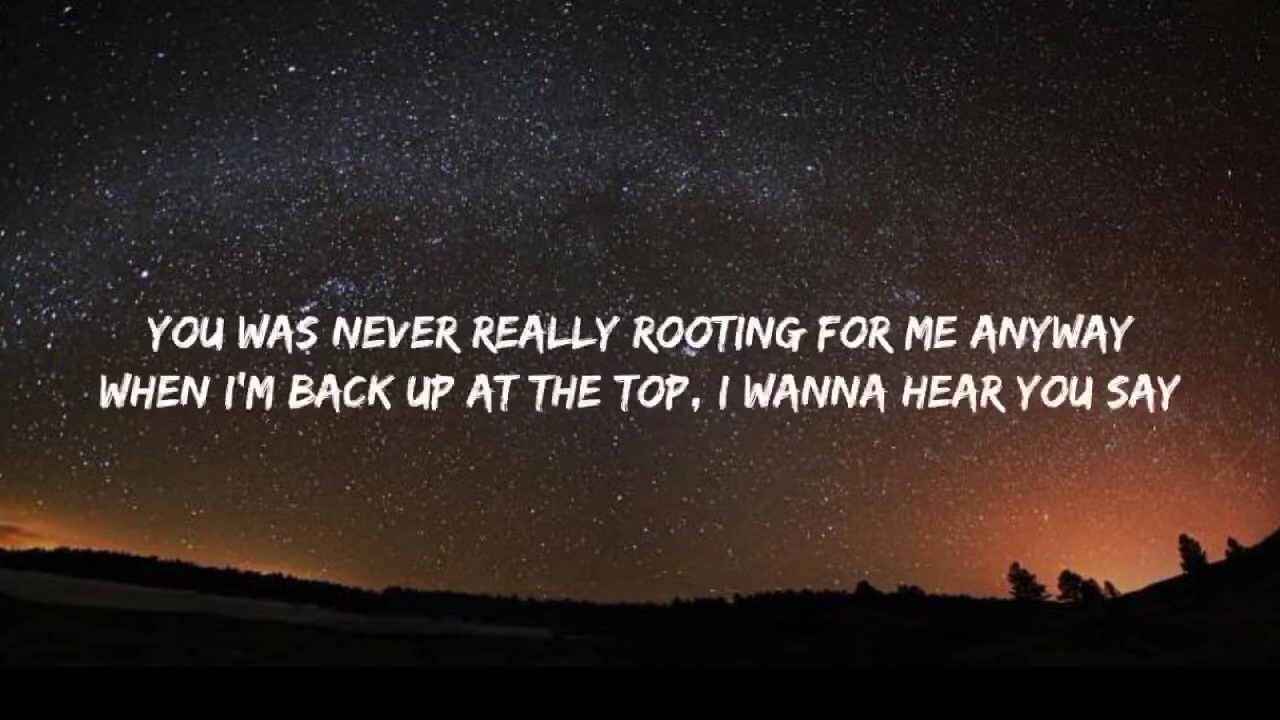 YOU WAS NEVER REALLY ROOTING FOR ME ANYWAY
WHEN I'M BACK UP AT THE TOP, I WANNA HEAR YOU SAY